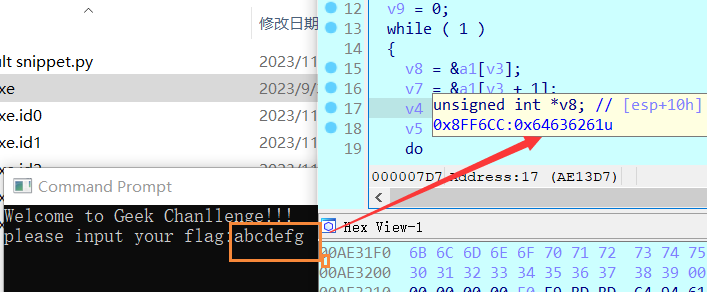 修改日期
ult snippet.py
2023/11
xe
2023/9/
xe.id0
2023/11
xe.id1
2023/11
2023/11
Command Prompt
Welcome to Geek Chanllenge!!!
please input your flag:abcdefg
12 v9 = 0;
13 while ( 1 )
14 {
15 v8 = &a1[v3];
16 v7 = &a1[v3 + 1];
17 v4
18 v5
19 do
unsigned int *v8; // [esp+10h]
0x8FF6CC:0x64636261u
000007D7 Address:17 (AE13D7)
Hex View-1
00AE31F0 6B 6C 6D 6E 6F 70 71 72 73 74 75
00AE3200 30 31 32 33 34 35 36 37 38 39 00